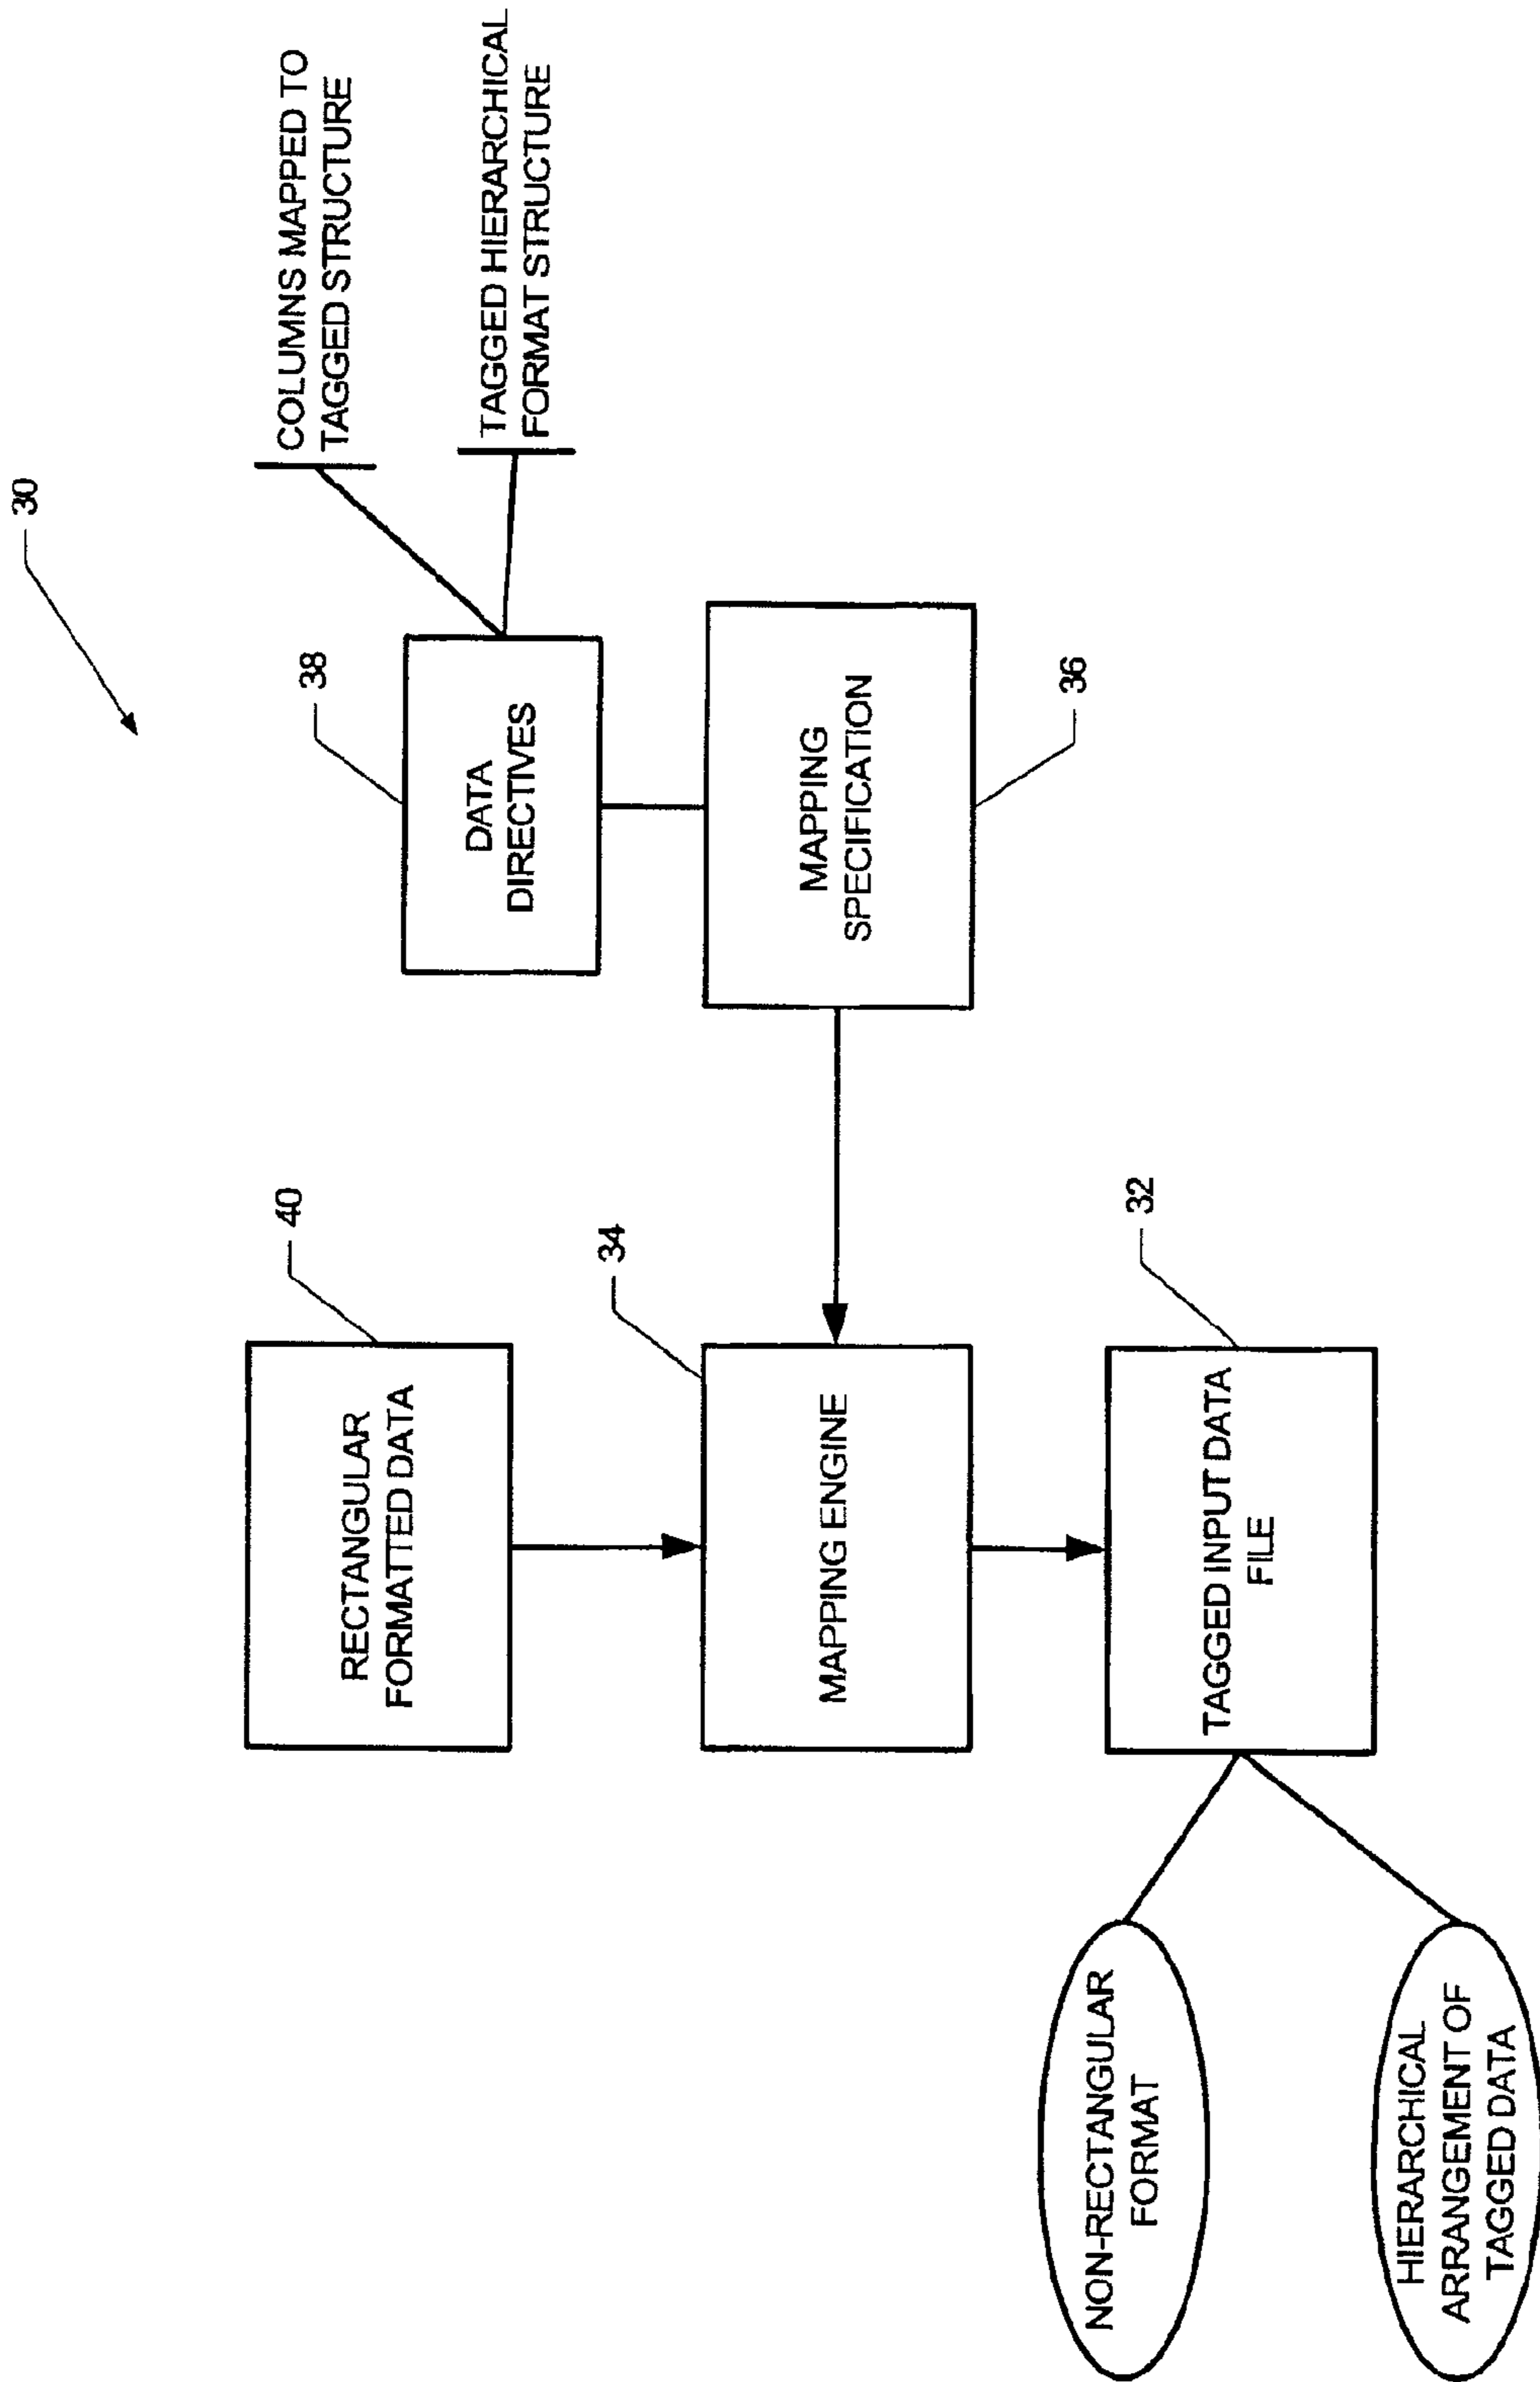 30
COLUMNS MAPPED TO
TAGGED STRUCTURE
TAGGED HIERARCHICAL
FORMAT STRUCTURE
38
DATA
DIRECTIVES
MAPPING
SPECIFICATION
36
40
RECTANGULAR
FORMATTED DATA
34
MAPPING ENGINE
32
TAGGED INPUT DATA
FILE
NON-RECTANGULAR
FORMAT
HIERARCHICAL
ARRANGEMENT OF
TAGGED DATA